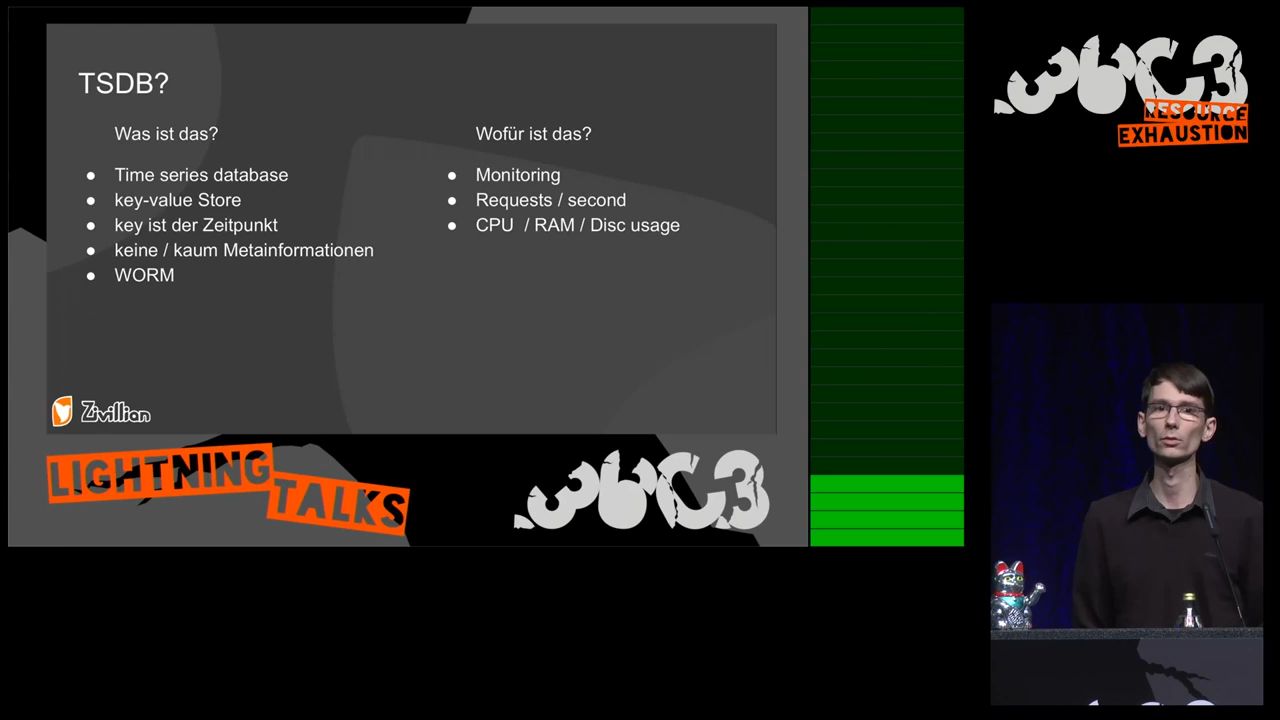 TSDB?
Was ist das?
Time series database
key-value Store
key ist der Zeitpunkt
keine / kaum Metainformationen
WORM
Wofür ist das?
Monitoring
Requests / second
CPU / RAM / Disc usage
Zivillian
LIGHTNING
TALKS
36C3
36C3
RESOURCE
EXHAUSTION